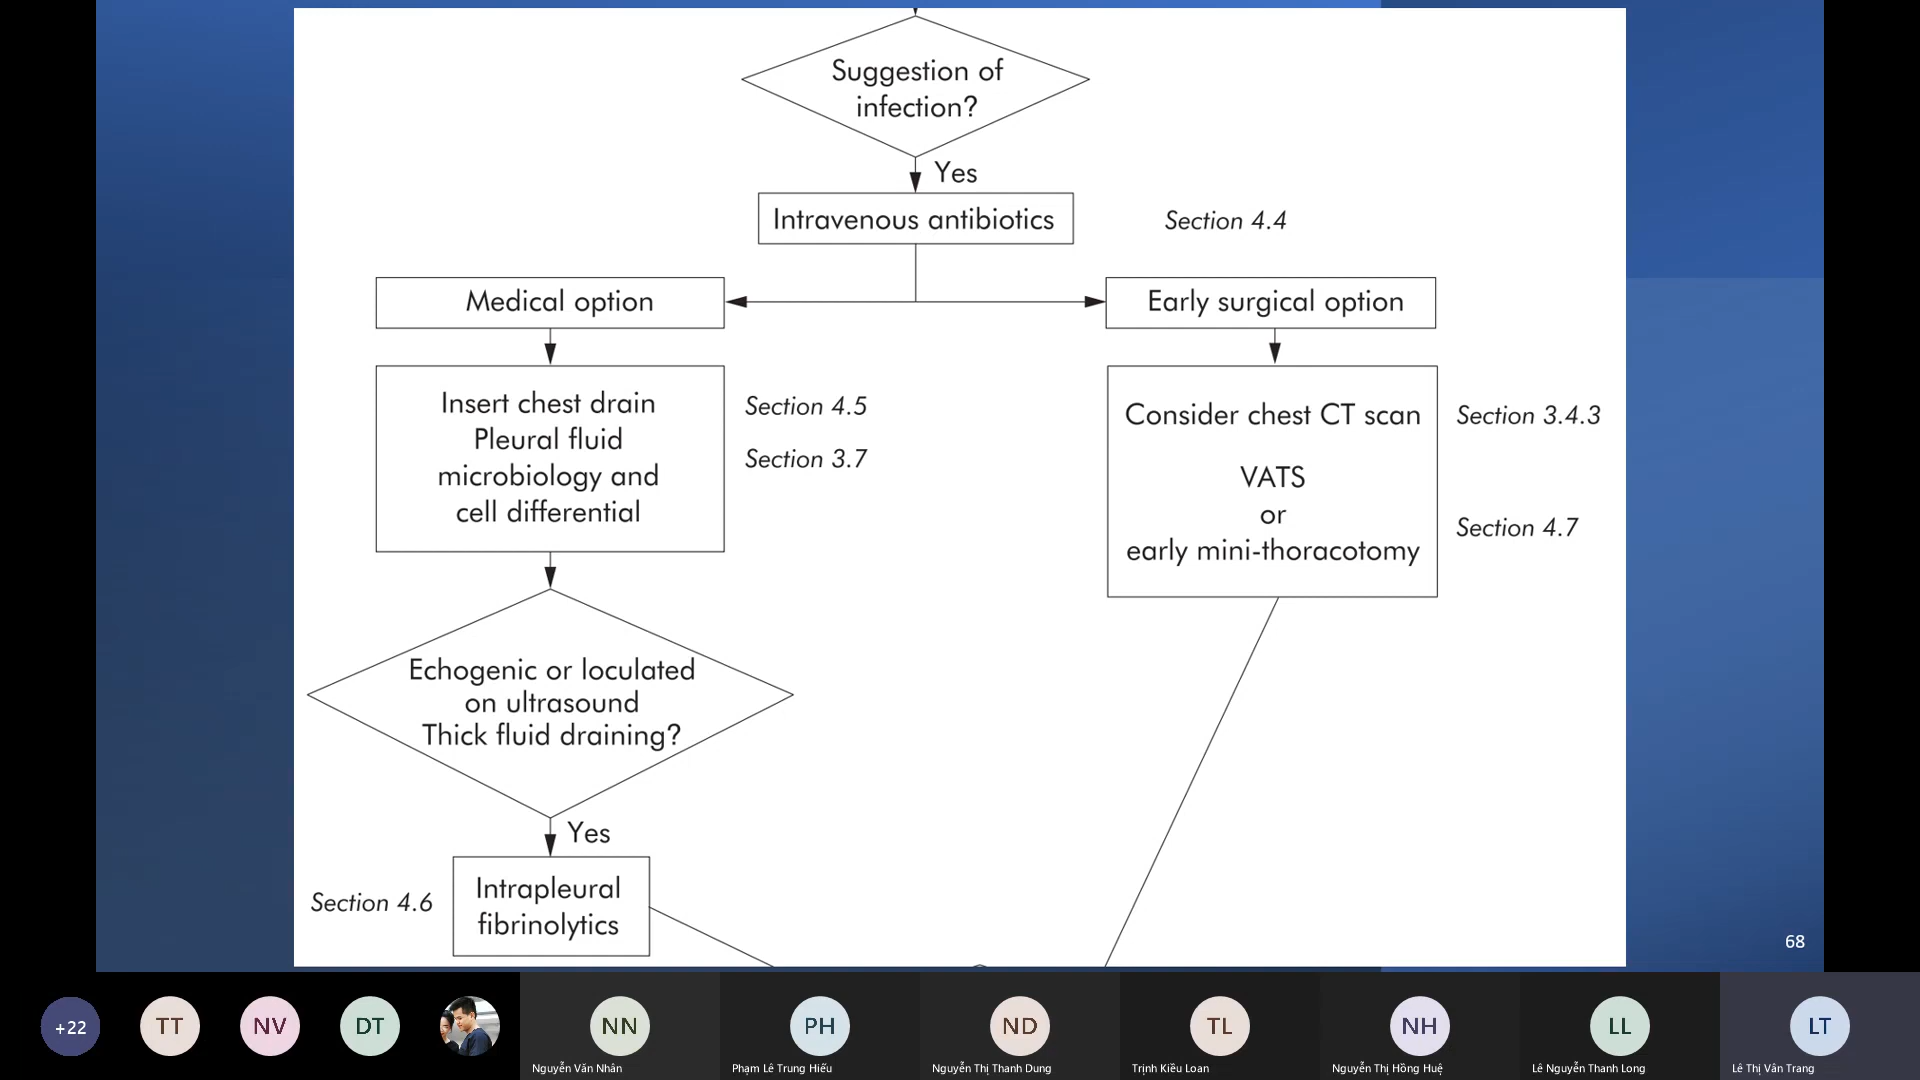 Suggestion of
infection?
Yes
Intravenous antibiotics
Section 4.4
Medical option
Early surgical option
Insert chest drain
Pleural fluid
microbiology and
cell differential
Section 4.5
Section 3.7
Consider chest CT scan
VATS
or
early mini-thoracotomy
Section 3.4.3
Section 4.7
Echogenic or loculated
on ultrasound
Thick fluid draining?
Yes
Section 4.6
Intrapleural
fibrinolytics
68
+22
TT
NV
DT
NN
PH
ND
TL
NH
LL
LT
Nguyễn Văn Nhân
Phạm Lê Trung Hiếu
Nguyễn Thị Thanh Dung
Trịnh Kiều Loan
Nguyễn Thị Hồng Huệ
Lê Nguyễn Thanh Long
Lê Thị Vân Trang